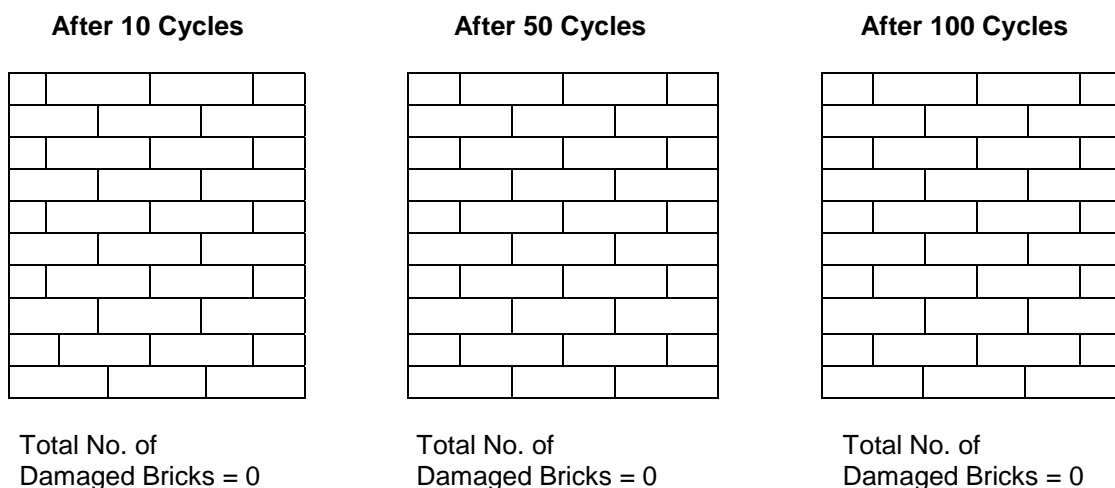 After 10 Cycles
After 50 Cycles
After 100 Cycles
Total No. of
Damaged Bricks = 0
Total No. of
Damaged Bricks = 0
Total No. of
Damaged Bricks = 0